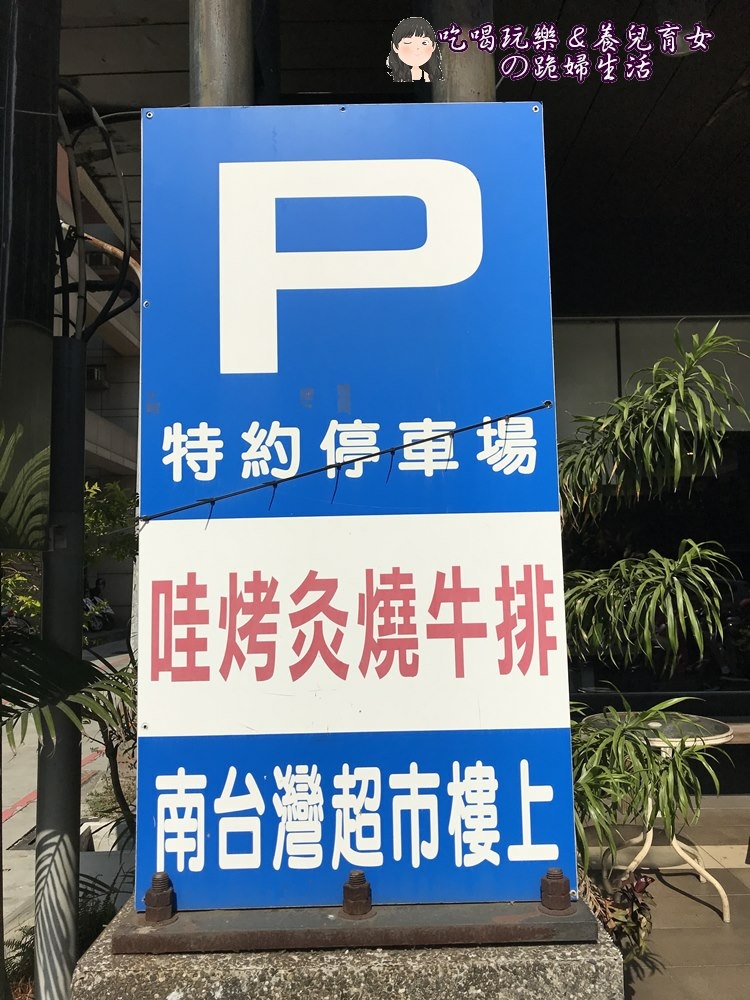 吃喝玩樂&養兒育女
の跪婦生活
P
特約停車場
哇烤灸燒牛排
南台灣超市樓上